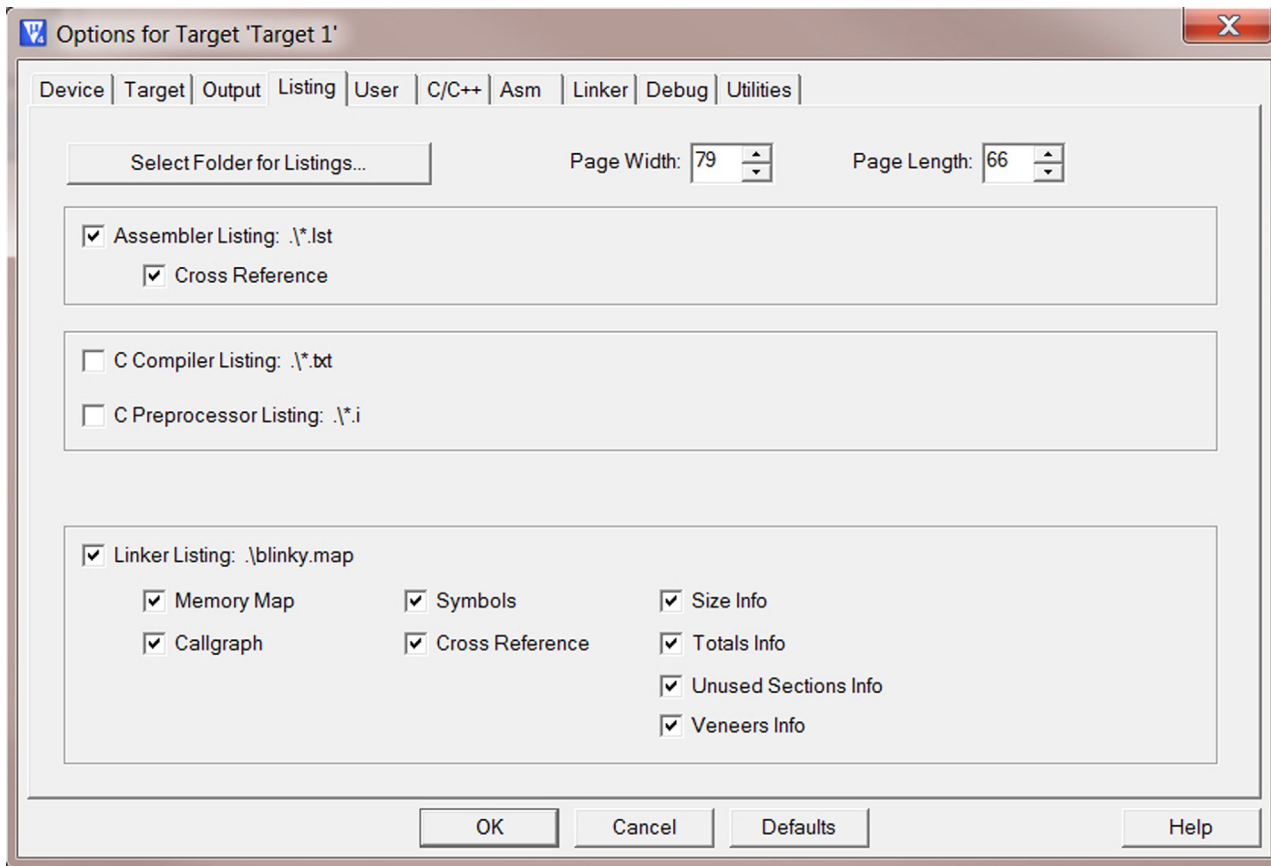 Options for Target 'Target 1'
Device Target Output Listing User C/C++ Asm Linker Debug Utilities
Select Folder for Listings... Page Width: 79 Page Length: 66
Assembler Listing: .\*.lst
Cross Reference
C Compiler Listing: .\*.txt
C Preprocessor Listing: .\*.i
Linker Listing: .\blinky.map
Memory Map Symbols Size Info
Callgraph Cross Reference Totals Info
Unused Sections Info
Veneers Info
OK Cancel Defaults Help